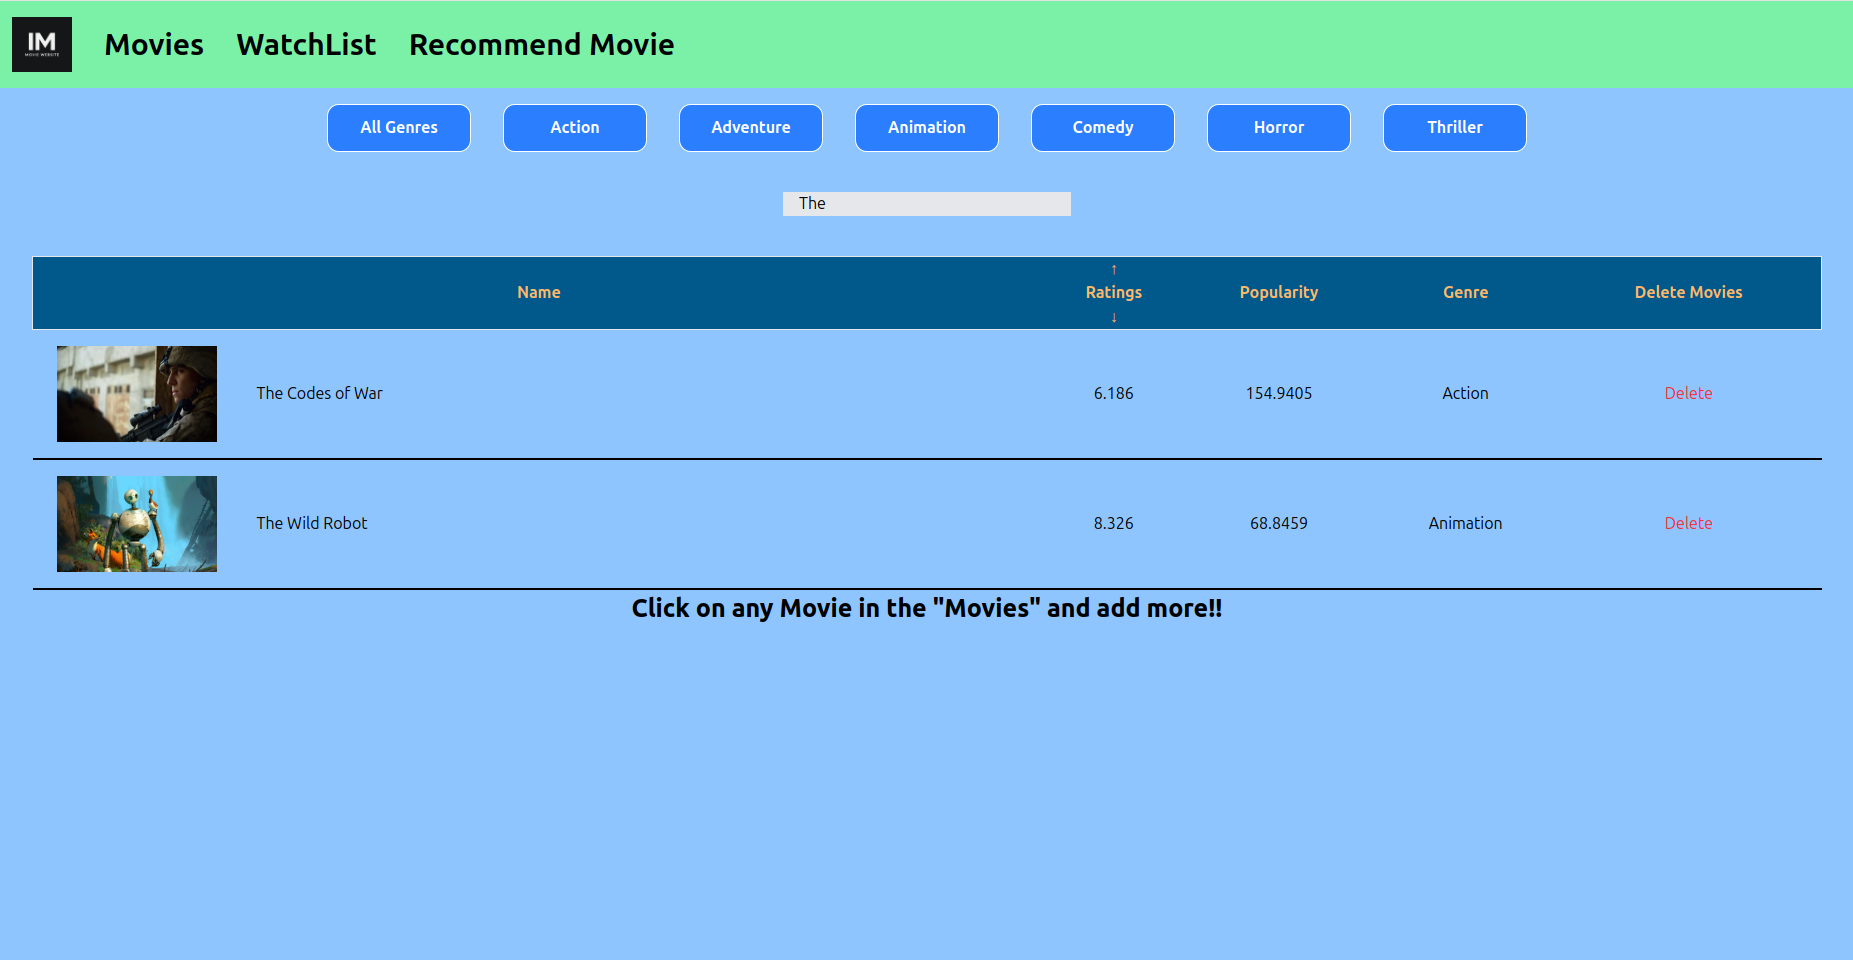 IM
MOVIE WEBSITE
Movies WatchList Recommend Movie
All Genres Action Adventure Animation Comedy Horror Thriller
The
↑
Name Ratings Popularity Genre Delete Movies
↓
The Codes of War 6.186 154.9405 Action Delete
The Wild Robot 8.326 68.8459 Animation Delete
Click on any Movie in the "Movies" and add more!!